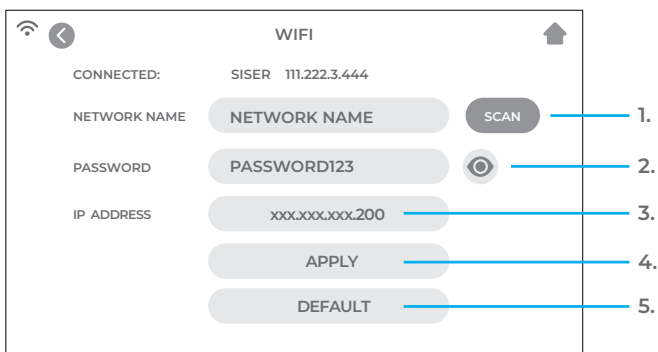 WIFI
CONNECTED: SISER 111.222.3.444
NETWORK NAME NETWORK NAME SCAN 1.
PASSWORD PASSWORD123 2.
IP ADDRESS xxx.xxx.xxx.200 3.
APPLY 4.
DEFAULT 5.